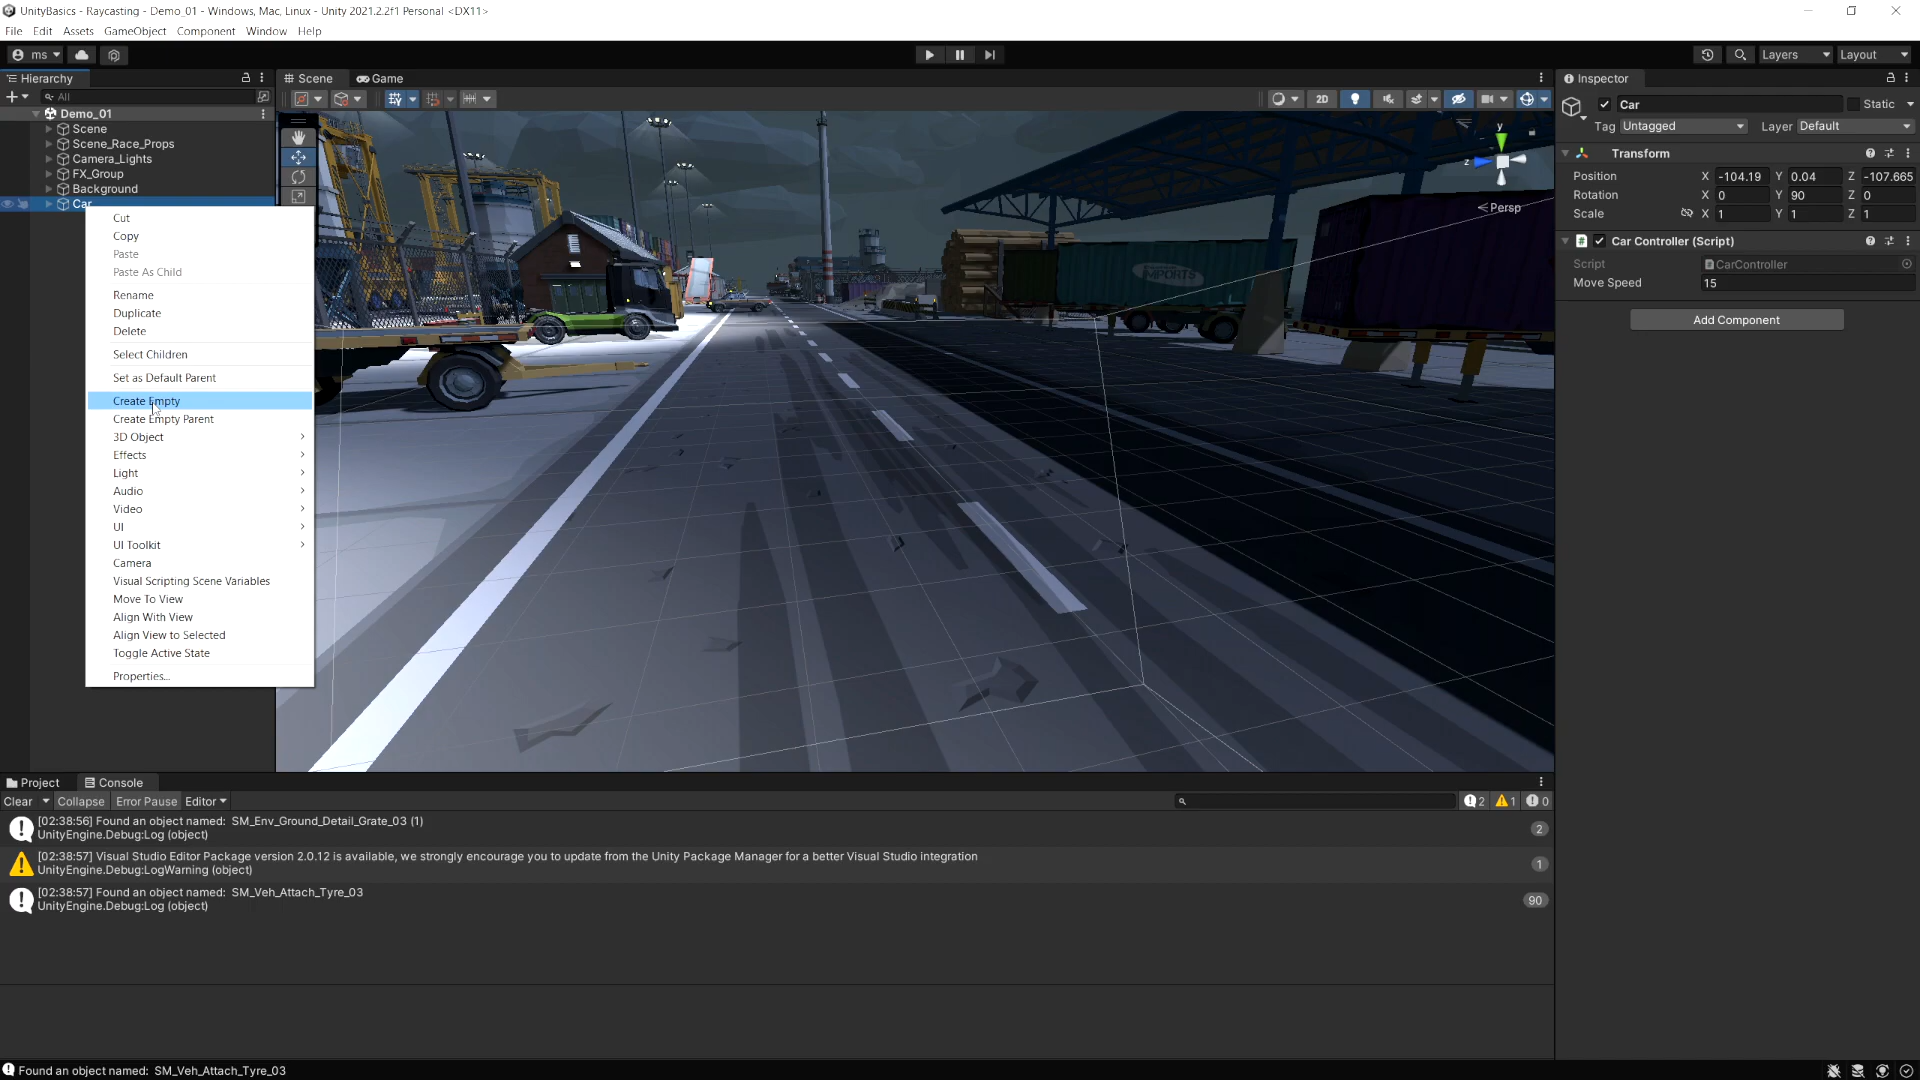 UnityBasics - Raycasting - Demo_01 - Windows, Mac, Linux - Unity 2021.2.2f1 Personal <DX11>
File Edit Assets GameObject Component Window Help
ms Layers Layout
Hierarchy Scene Game Inspector
All 2D Car Static
Tag Untagged Layer Default
Demo_01
Scene
Scene_Race_Props
Camera_Lights
FX_Group
Background
Car
Cut
Copy
Paste
Paste As Child
Rename
Duplicate
Delete
Select Children
Set as Default Parent
Create Empty
Create Empty Parent
3D Object
Effects
Light
Audio
Video
UI
UI Toolkit
Camera
Visual Scripting Scene Variables
Move To View
Align With View
Align View to Selected
Toggle Active State
Properties...
y
z
Persp
IMPORTS
Transform
Position X -104.19 Y 0.04 Z -107.665
Rotation X 0 Y 90 Z 0
Scale X 1 Y 1 Z 1
Car Controller (Script)
Script CarController
Move Speed 15
Add Component
Project Console
Clear Collapse Error Pause Editor 2 1 0
[02:38:56] Found an object named: SM_Env_Ground_Detail_Grate_03 (1)
UnityEngine.Debug:Log (object)
2
[02:38:57] Visual Studio Editor Package version 2.0.12 is available, we strongly encourage you to update from the Unity Package Manager for a better Visual Studio integration
UnityEngine.Debug:LogWarning (object)
1
[02:38:57] Found an object named: SM_Veh_Attach_Tyre_03
UnityEngine.Debug:Log (object)
90
Found an object named: SM_Veh_Attach_Tyre_03